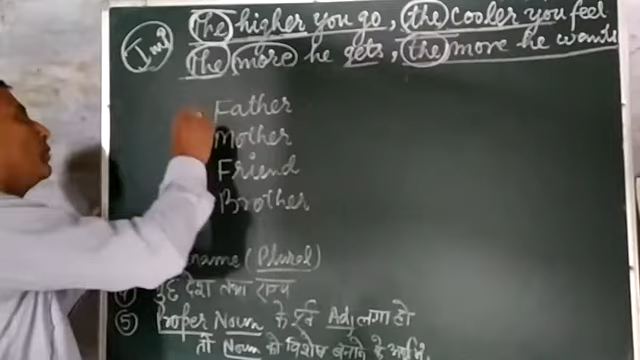 Imp The higher you go, the cooler you feel
The more he gets, the more he wants
Father
Mother
Friend
Brother
name (Plural)
देश तथा राज्य
⑤ Proper Noun के पूर्व Adj लगा हो
तो Noun को विशेष बनाने के अर्थ में